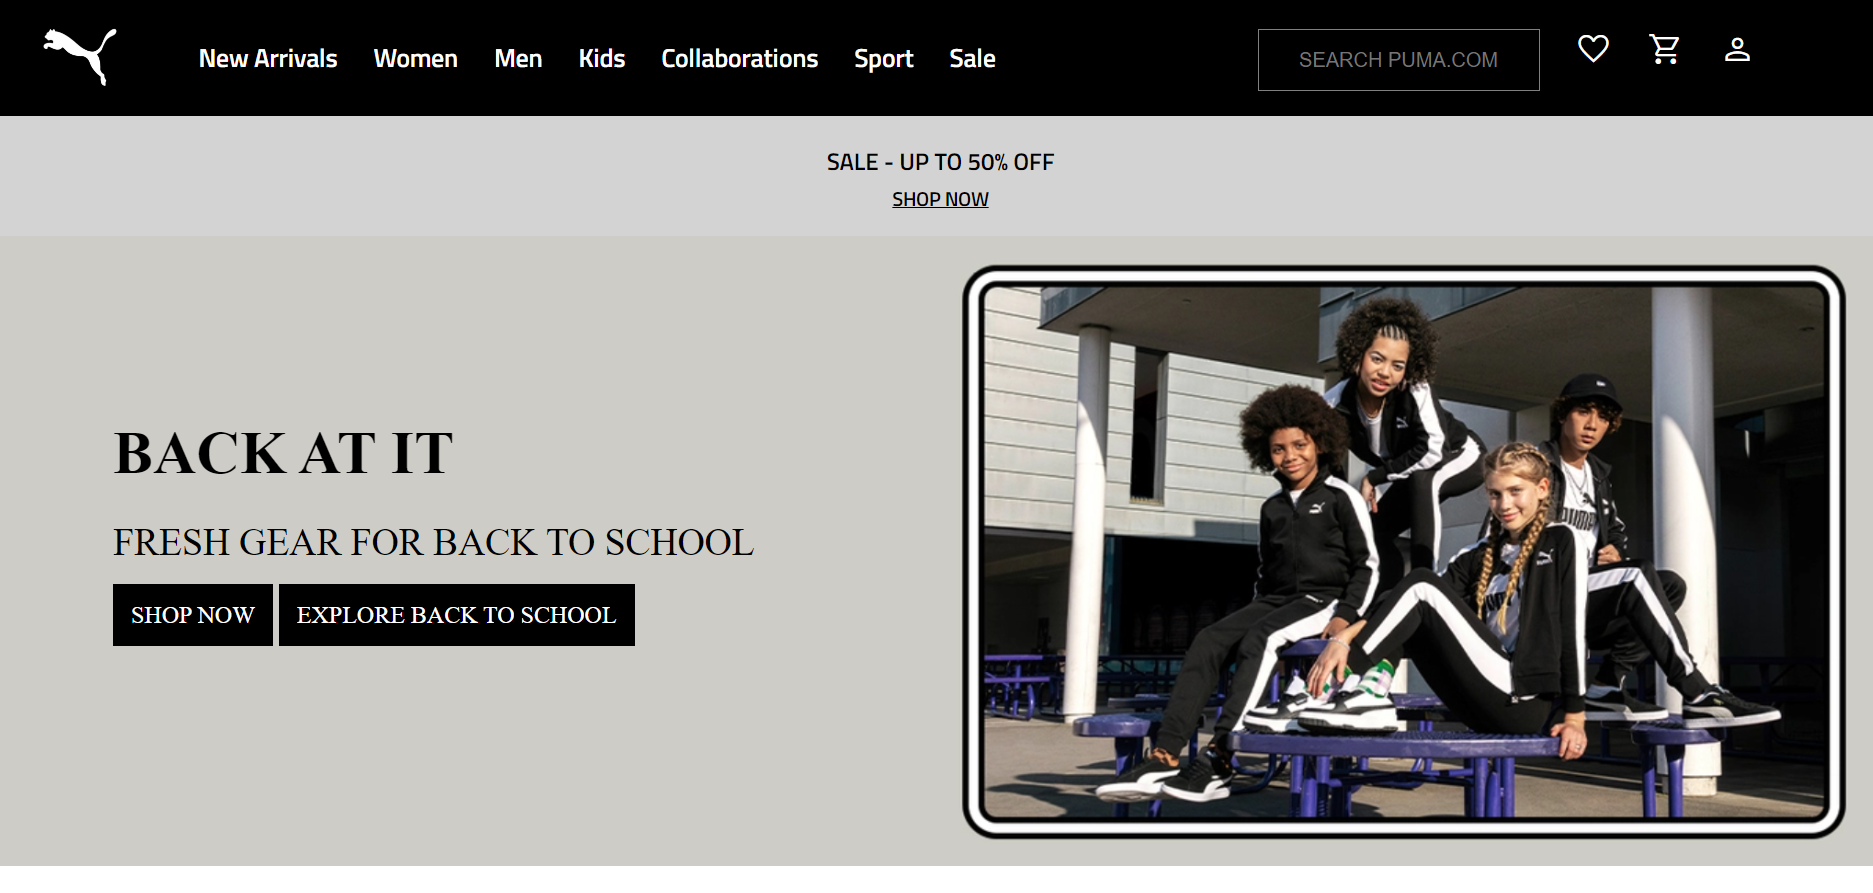 New Arrivals Women Men Kids Collaborations Sport Sale SEARCH PUMA.COM
SALE - UP TO 50% OFF
SHOP NOW
BACK AT IT
FRESH GEAR FOR BACK TO SCHOOL
SHOP NOW EXPLORE BACK TO SCHOOL